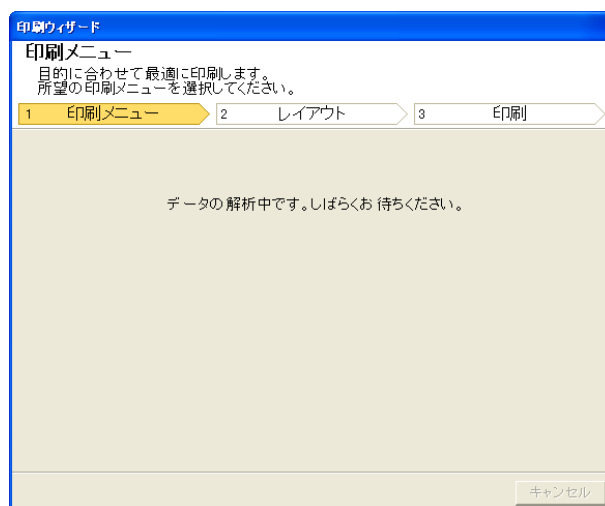 印刷ウィザード
印刷メニュー
目的に合わせて最適に印刷します。
所望の印刷メニューを選択してください。
1 印刷メニュー 2 レイアウト 3 印刷
データの解析中です。しばらくお待ちください。
キャンセル